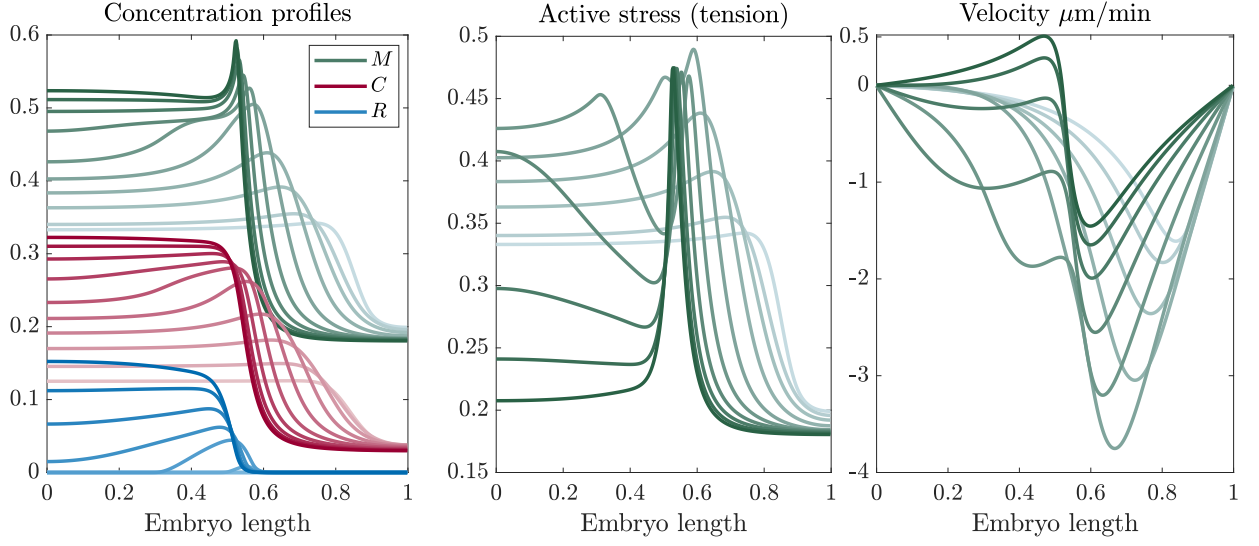 Concentration profiles
0.6
0.5
0.4
0.3
0.2
0.1
0
M
C
R
0 0.2 0.4 0.6 0.8 1
Embryo length
Active stress (tension)
0.5
0.45
0.4
0.35
0.3
0.25
0.2
0.15
0 0.2 0.4 0.6 0.8 1
Embryo length
Velocity μm/min
0.5
0
-1
-2
-3
-4
0 0.2 0.4 0.6 0.8 1
Embryo length